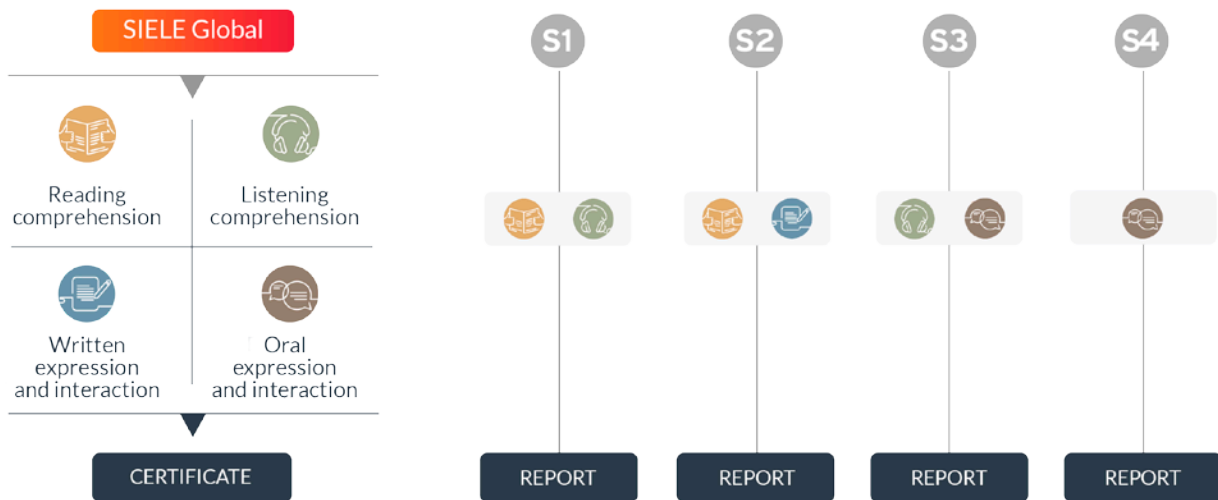 SIELE Global
Reading
comprehension
Listening
comprehension
Written
expression
and interaction
Oral
expression
and interaction
CERTIFICATE
S1
S2
S3
S4
REPORT
REPORT
REPORT
REPORT